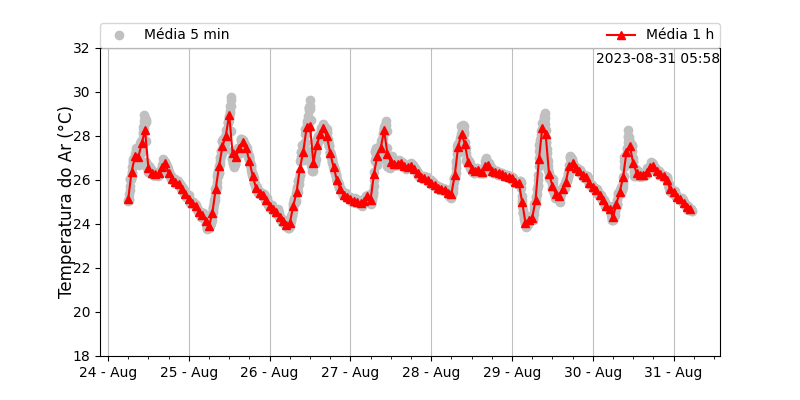 Média 5 min
Média 1 h
2023-08-31 05:58
Temperatura do Ar (°C)
32
30
28
26
24
22
20
18
24 - Aug
25 - Aug
26 - Aug
27 - Aug
28 - Aug
29 - Aug
30 - Aug
31 - Aug